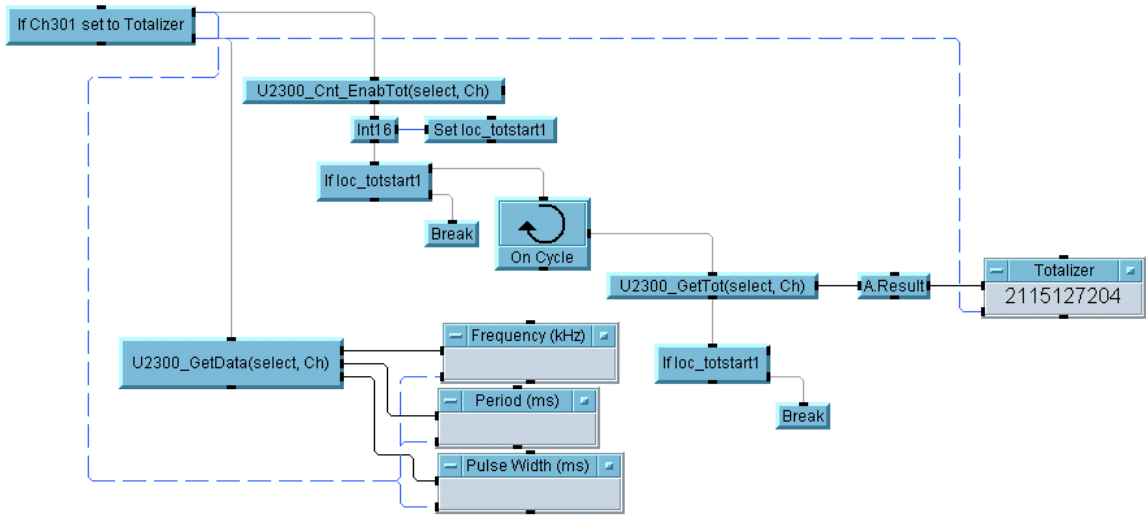 If Ch301 set to Totalizer
U2300_Cnt_EnabTot(select, Ch)
Int16
Set loc_totstart1
If loc_totstart1
Break
On Cycle
U2300_GetTot(select, Ch)
A.Result
Totalizer
2115127204
U2300_GetData(select, Ch)
Frequency (kHz)
If loc_totstart1
Period (ms)
Break
Pulse Width (ms)